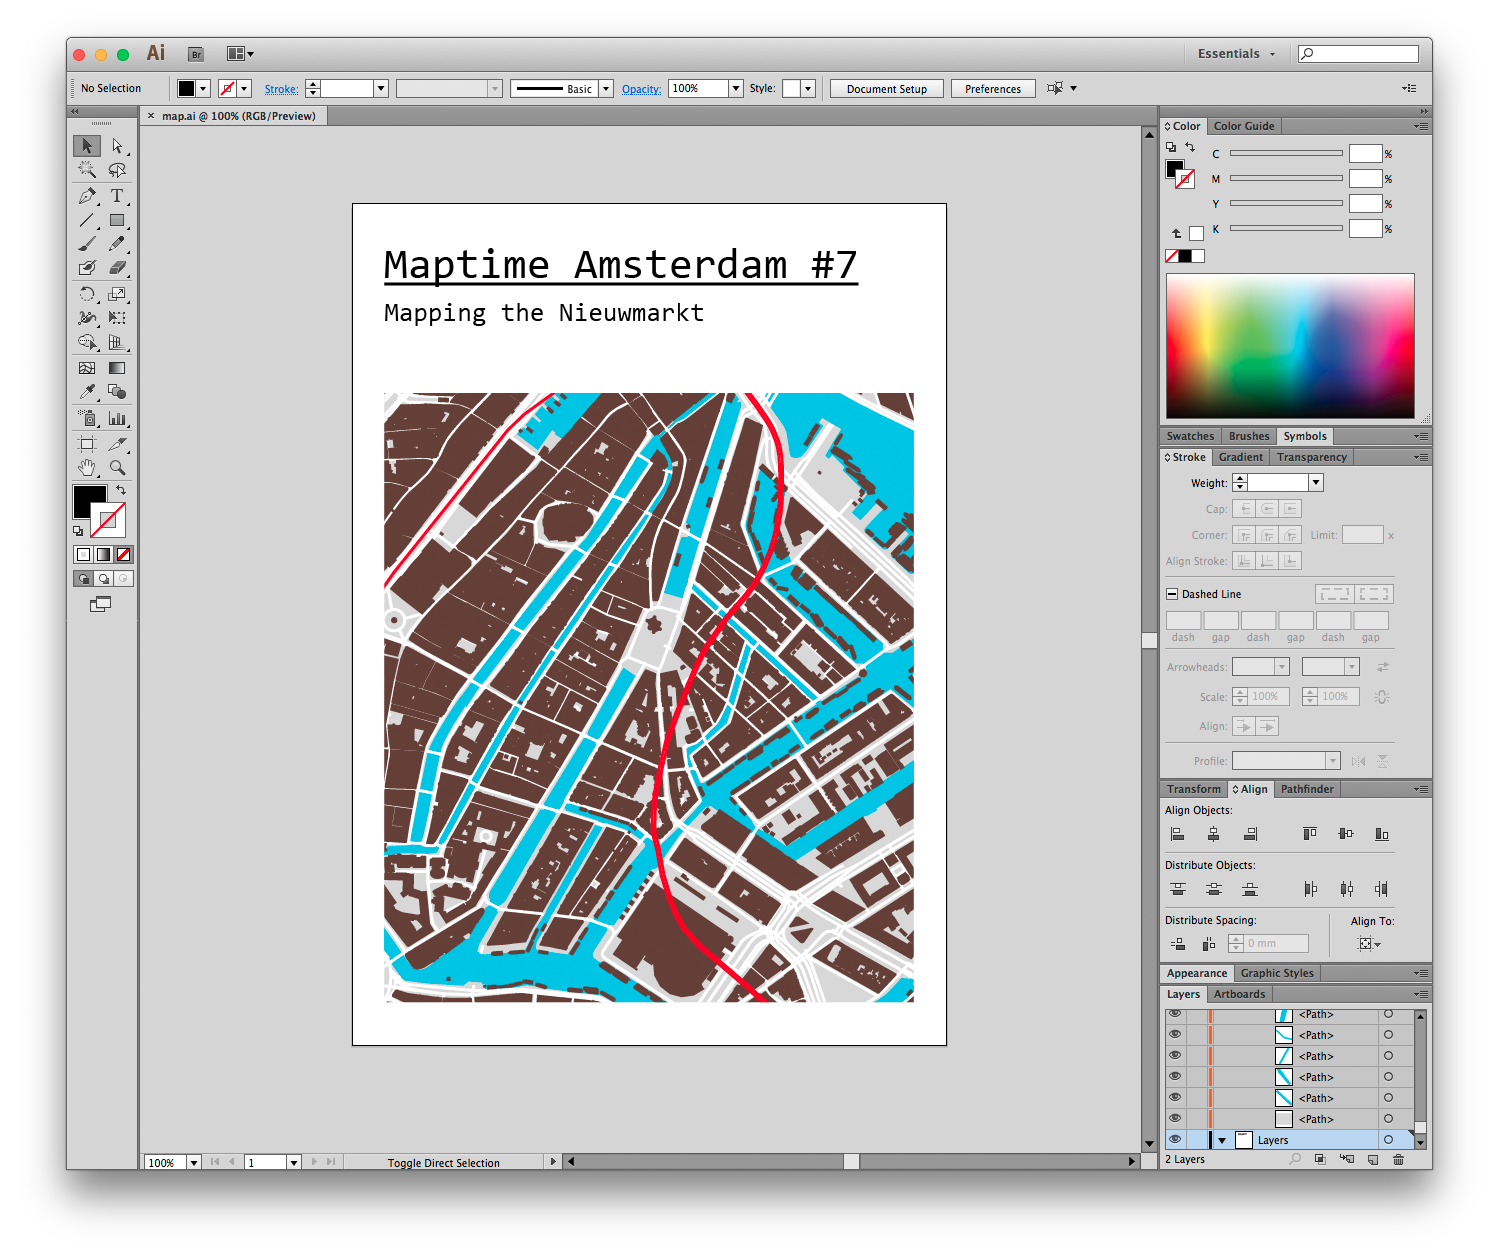 Ai
Br
Essentials
No Selection
Stroke:
Basic
Opacity:
100%
Style:
Document Setup
Preferences
× map.ai @ 100% (RGB/Preview)
T
Maptime Amsterdam #7
Mapping the Nieuwmarkt
Color
Color Guide
C
%
M
%
Y
%
K
%
Swatches
Brushes
Symbols
Stroke
Gradient
Transparency
Weight:
Cap:
Corner:
Limit:
x
Align Stroke:
Dashed Line
dash
gap
dash
gap
dash
gap
Arrowheads:
Scale:
100%
100%
Align:
Profile:
Transform
Align
Pathfinder
Align Objects:
Distribute Objects:
Distribute Spacing:
Align To:
0 mm
Appearance
Graphic Styles
Layers
Artboards
<Path>
<Path>
<Path>
<Path>
<Path>
<Path>
Layers
2 Layers
100%
1
Toggle Direct Selection